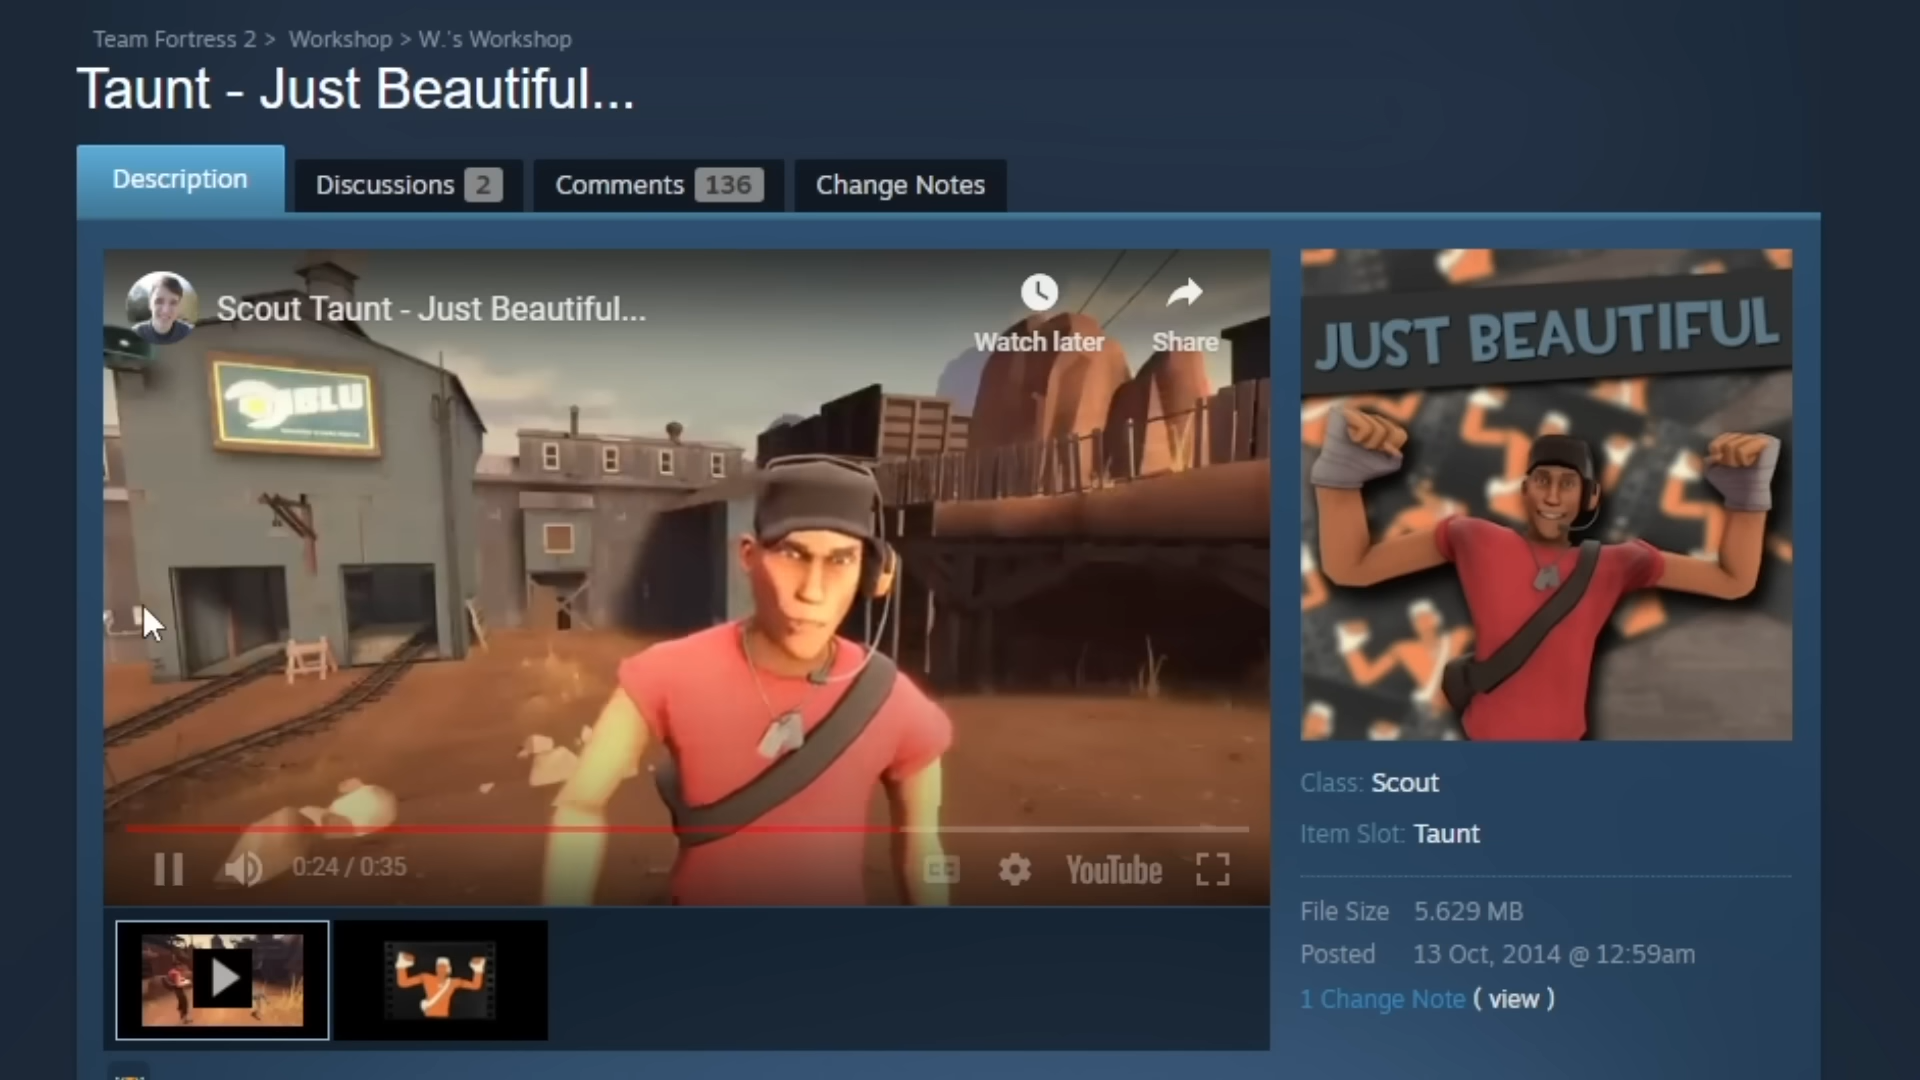 Team Fortress 2 > Workshop > W.'s Workshop
Taunt - Just Beautiful...
Description
Discussions 2
Comments 136
Change Notes
Scout Taunt - Just Beautiful...
Watch later
Share
BLU
JUST BEAUTIFUL
0:24 / 0:35
CC
YouTube
Class: Scout
Item Slot: Taunt
File Size 5.629 MB
Posted 13 Oct, 2014 @ 12:59am
1 Change Note ( view )